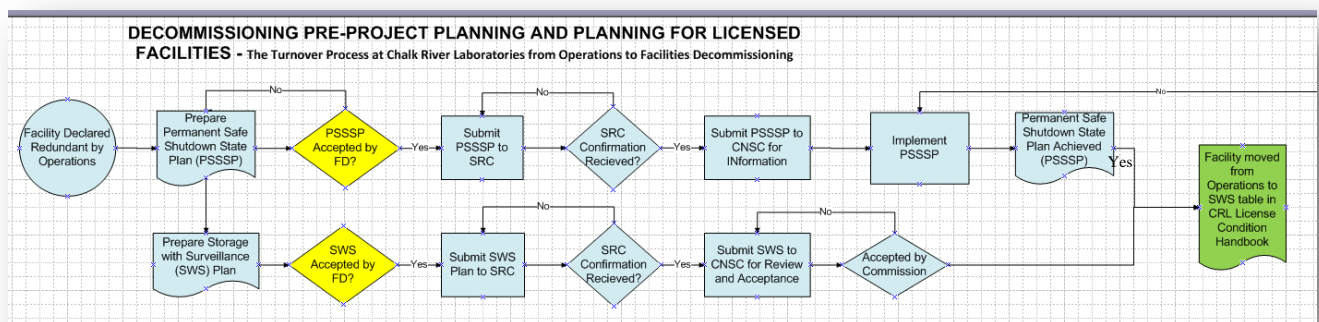 DECOMMISSIONING PRE-PROJECT PLANNING AND PLANNING FOR LICENSED
FACILITIES - The Turnover Process at Chalk River Laboratories from Operations to Facilities Decommissioning
No
No
No
Facility Declared
Redundant by
Operations
Prepare
Permanent Safe
Shutdown State
Plan (PSSSP)
PSSSP
Accepted by
FD?
Yes
Submit
PSSSP to
SRC
SRC
Confirmation
Recieved?
Yes
Submit PSSSP to
CNSC for
INformation
Implement
PSSSP
Permanent Safe
Shutdown State
Plan Achieved
(PSSSP)
Yes
Facility moved
from
Operations to
SWS table in
CRL License
Condition
Handbook
No
No
Prepare Storage
with Surveillance
(SWS) Plan
SWS
Accepted by
FD?
Yes
Submit SWS
Plan to SRC
SRC
Confirmation
Recieved?
Yes
Submit SWS to
CNSC for Review
and Acceptance
Accepted by
Commission